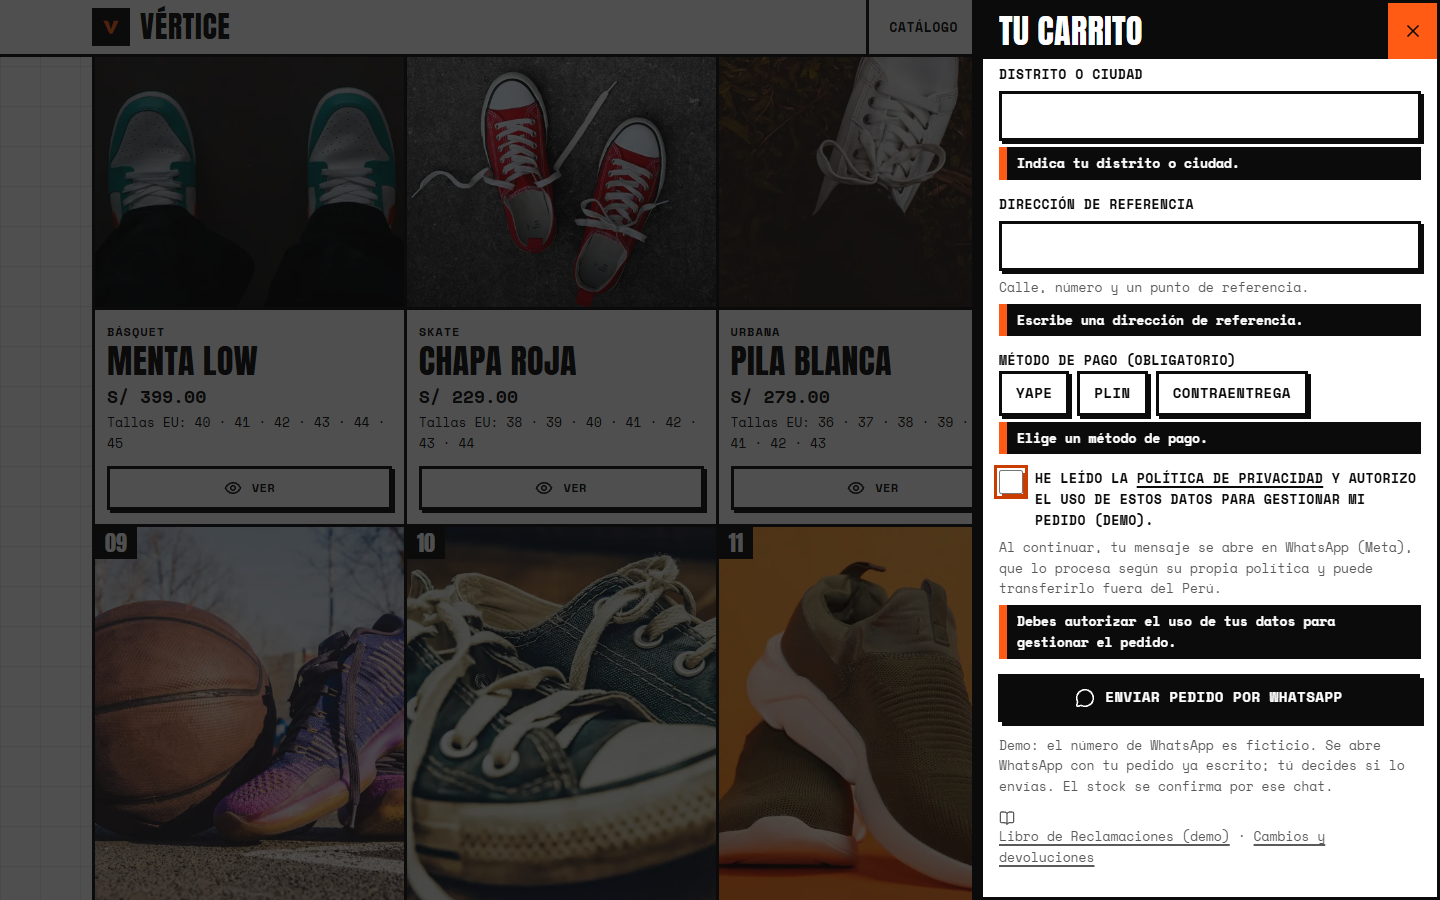 V VÉRTICE
CATÁLOGO
BÁSQUET
MENTA LOW
S/ 399.00
Tallas EU: 40 · 41 · 42 · 43 · 44 ·
45
VER
SKATE
CHAPA ROJA
S/ 229.00
Tallas EU: 38 · 39 · 40 · 41 · 42 ·
43 · 44
VER
URBANA
PILA BLANCA
S/ 279.00
Tallas EU: 36 · 37 · 38 · 39 ·
41 · 42 · 43
VER
09
10
11
TU CARRITO
DISTRITO O CIUDAD
Indica tu distrito o ciudad.
DIRECCIÓN DE REFERENCIA
Calle, número y un punto de referencia.
Escribe una dirección de referencia.
MÉTODO DE PAGO (OBLIGATORIO)
YAPE PLIN CONTRAENTREGA
Elige un método de pago.
HE LEÍDO LA POLÍTICA DE PRIVACIDAD Y AUTORIZO
EL USO DE ESTOS DATOS PARA GESTIONAR MI
PEDIDO (DEMO).
Al continuar, tu mensaje se abre en WhatsApp (Meta),
que lo procesa según su propia política y puede
transferirlo fuera del Perú.
Debes autorizar el uso de tus datos para
gestionar el pedido.
ENVIAR PEDIDO POR WHATSAPP
Demo: el número de WhatsApp es ficticio. Se abre
WhatsApp con tu pedido ya escrito; tú decides si lo
envías. El stock se confirma por ese chat.
Libro de Reclamaciones (demo) · Cambios y
devoluciones